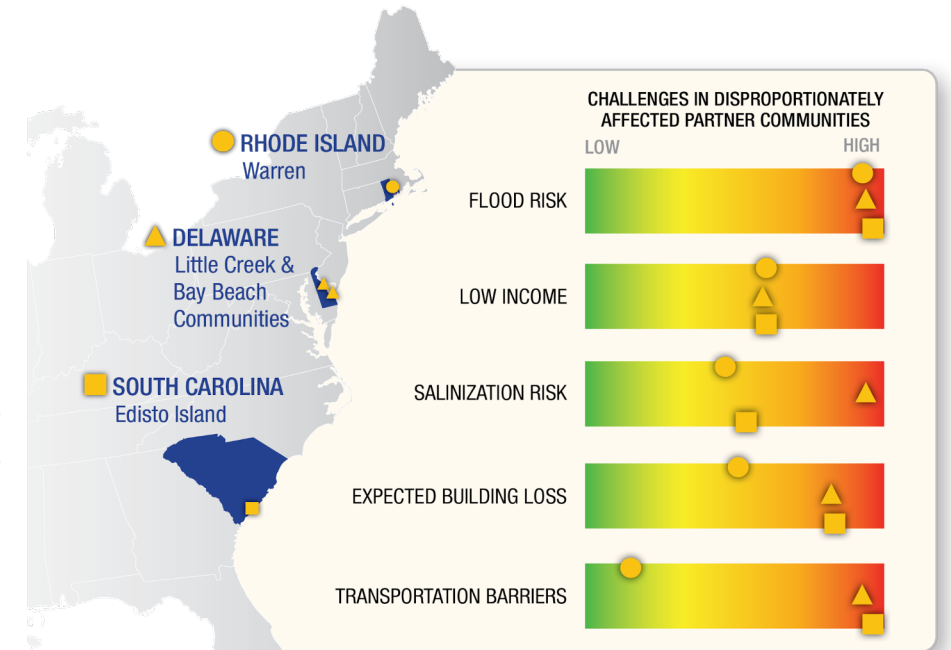 RHODE ISLAND
Warren
DELAWARE
Little Creek &
Bay Beach
Communities
SOUTH CAROLINA
Edisto Island
CHALLENGES IN DISPROPORTIONATELY
AFFECTED PARTNER COMMUNITIES
LOW HIGH
FLOOD RISK
LOW INCOME
SALINIZATION RISK
EXPECTED BUILDING LOSS
TRANSPORTATION BARRIERS